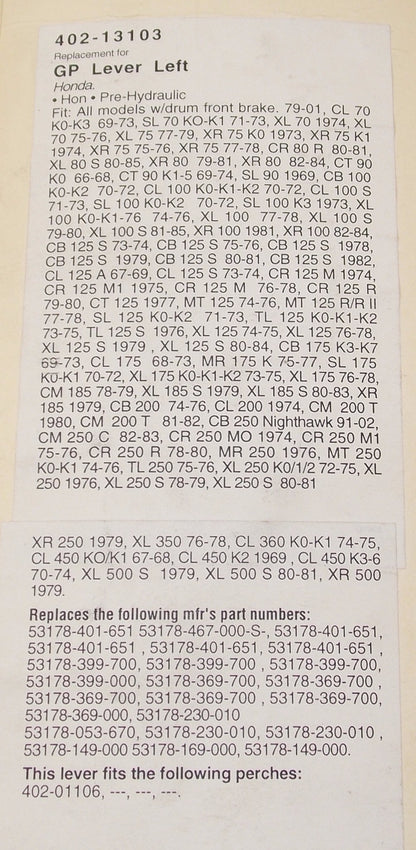 402-13103
Replacement for
GP Lever Left
Honda.
• Hon • Pre-Hydraulic
Fit: All models w/drum front brake. 79-01, CL 70
K0-K3 69-73, SL 70 KO-K1 71-73, XL 70 1974, XL
70 75-76, XL 75 77-79, XR 75 K0 1973, XR 75 K1
1974, XR 75 75-76, XR 75 77-78, CR 80 R 80-81,
XL 80 S 80-85, XR 80 79-81, XR 80 82-84, CT 90
K0 66-68, CT 90 K1-5 69-74, SL 90 1969, CB 100
K0-K2 70-72, CL 100 K0-K1-K2 70-72, CL 100 S
71-73, SL 100 K0-K2 70-72, SL 100 K3 1973, XL
100 K0-K1-76 74-76, XL 100 77-78, XL 100 S
79-80, XL 100 S 81-85, XR 100 1981, XR 100 82-84,
CB 125 S 73-74, CB 125 S 75-76, CB 125 S 1978,
CB 125 S 1979, CB 125 S 80-81, CB 125 S 1982,
CL 125 A 67-69, CL 125 S 73-74, CR 125 M 1974,
CR 125 M1 1975, CR 125 M 76-78, CR 125 R
79-80, CT 125 1977, MT 125 74-76, MT 125 R/R II
77-78, SL 125 K0-K2 71-73, TL 125 K0-K1-K2
73-75, TL 125 S 1976, XL 125 74-75, XL 125 76-78,
XL 125 S 1979 , XL 125 S 80-84, CB 175 K3-K7
69-73, CL 175 68-73, MR 175 K 75-77, SL 175
K0-K1 70-72, XL 175 K0-K1-K2 73-75, XL 175 76-78,
CM 185 78-79, XL 185 S 1979, XL 185 S 80-83, XR
185 1979, CB 200 74-76, CL 200 1974, CM 200 T
1980, CM 200 T 81-82, CB 250 Nighthawk 91-02,
CM 250 C 82-83, CR 250 MO 1974, CR 250 M1
75-76, CR 250 R 78-80, MR 250 1976, MT 250
K0-K1 74-76, TL 250 75-76, XL 250 K0/1/2 72-75, XL
250 1976, XL 250 S 78-79, XL 250 S 80-81
XR 250 1979, XL 350 76-78, CL 360 K0-K1 74-75,
CL 450 KO/K1 67-68, CL 450 K2 1969 , CL 450 K3-6
70-74, XL 500 S 1979, XL 500 S 80-81, XR 500
1979.
Replaces the following mfr's part numbers:
53178-401-651 53178-467-000-S-, 53178-401-651,
53178-401-651 , 53178-401-651, 53178-401-651 ,
53178-399-700, 53178-399-700 , 53178-399-700,
53178-399-000, 53178-369-700, 53178-369-700 ,
53178-369-700, 53178-369-700 , 53178-369-700,
53178-369-000, 53178-230-010
53178-053-670, 53178-230-010, 53178-230-010 ,
53178-149-000 53178-169-000, 53178-149-000.
This lever fits the following perches:
402-01106, ---, ---, ---.